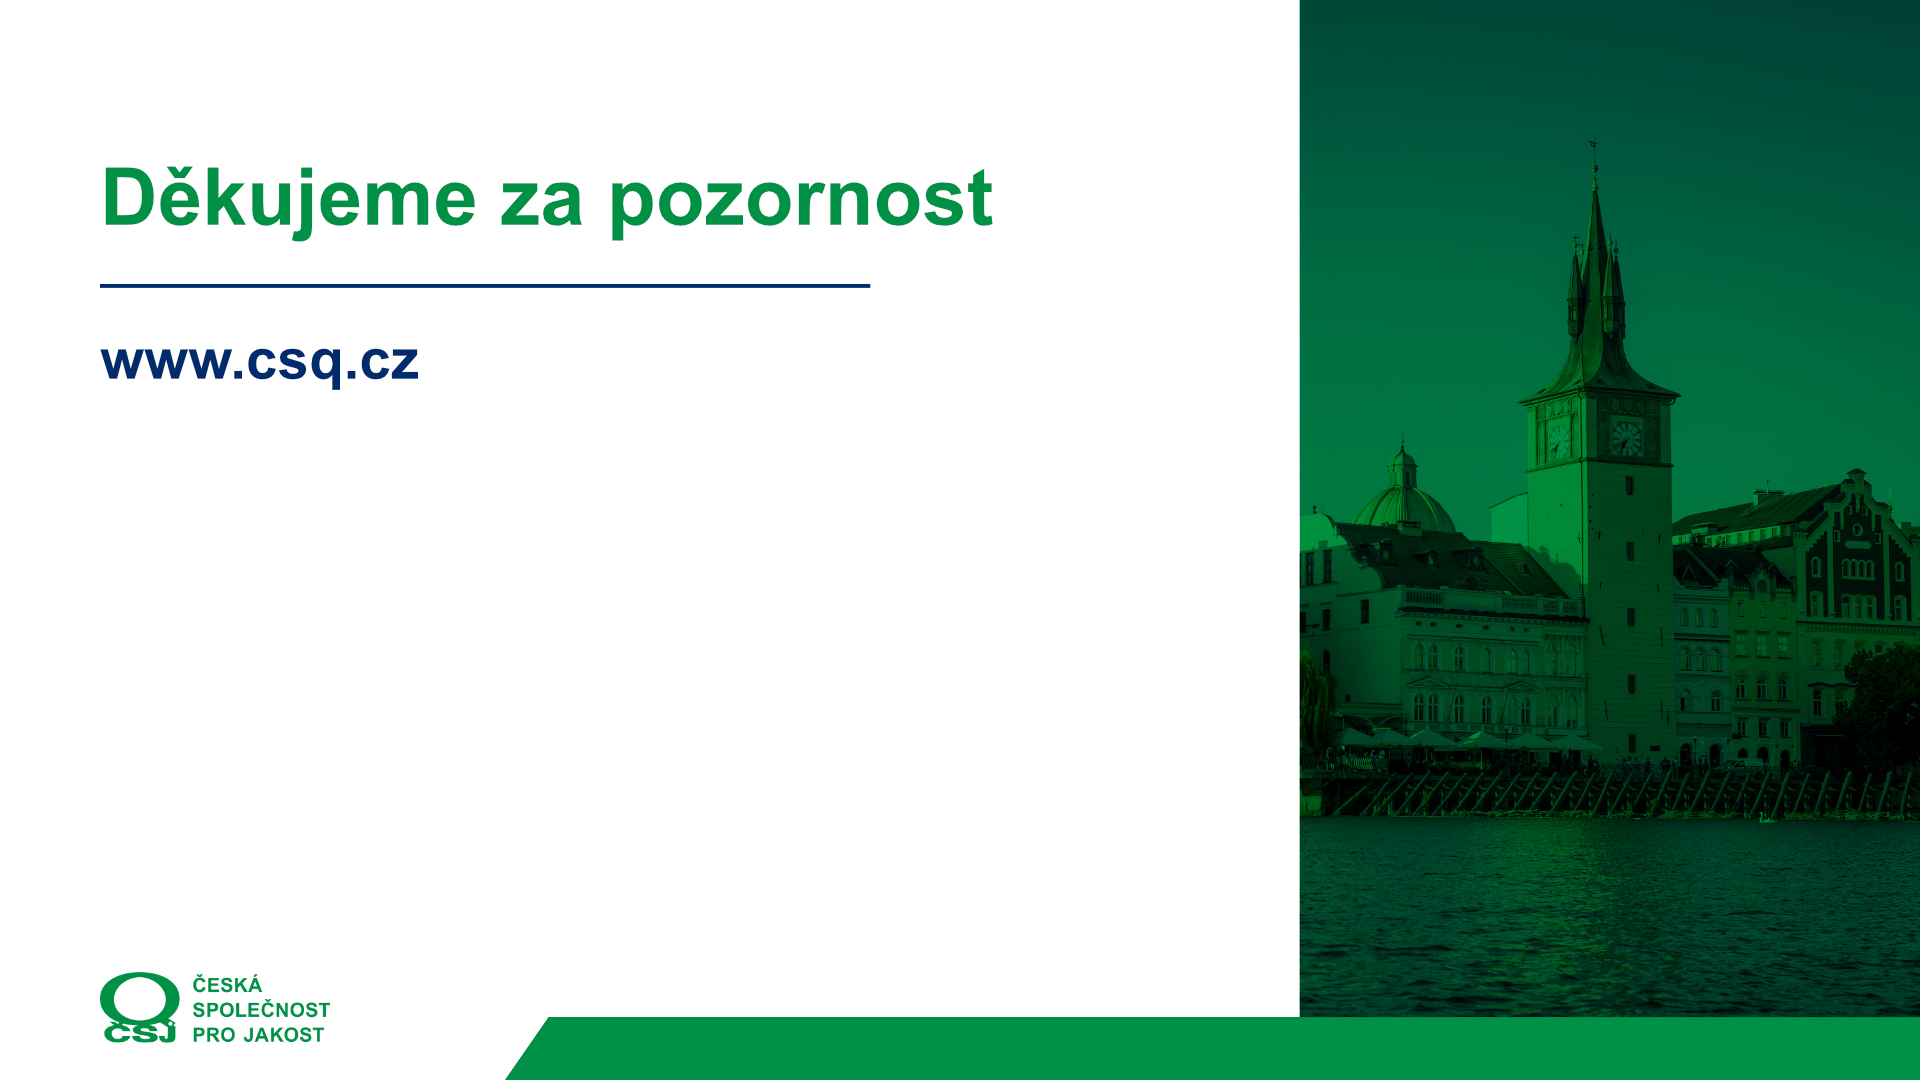 Děkujeme za pozornost
www.csq.cz
ČSJ
ČESKÁ
SPOLEČNOST
PRO JAKOST